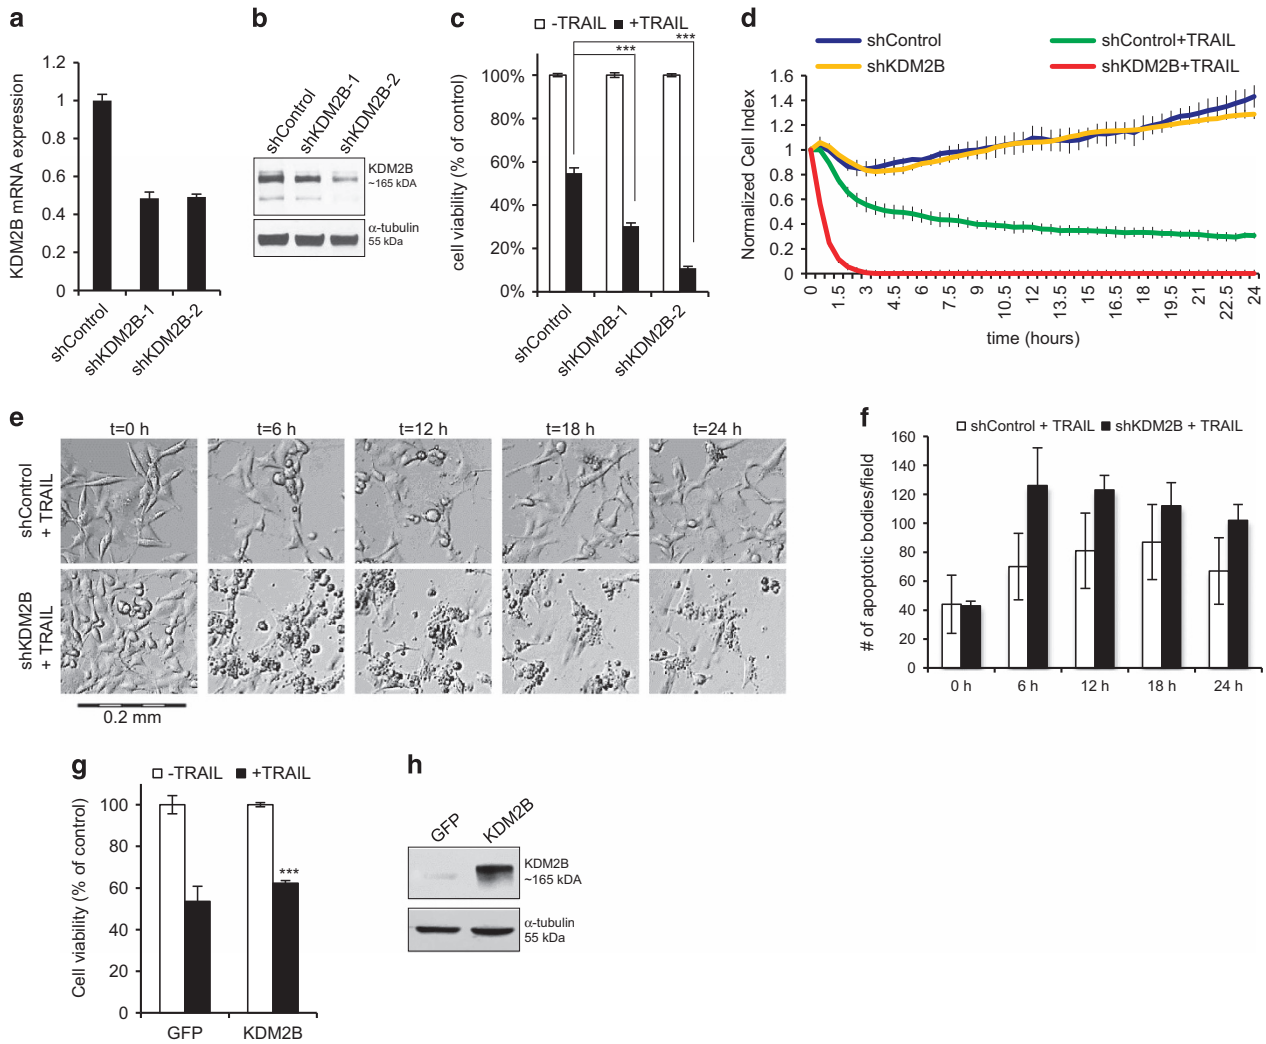 a
KDM2B mRNA expression
1.2
1
0.8
0.6
0.4
0.2
0
shControl
shKDM2B-1
shKDM2B-2
b
shControl
shKDM2B-1
shKDM2B-2
KDM2B
~165 kDA
α-tubulin
55 kDa
c
-TRAIL +TRAIL
***
***
cell viability (% of control)
100%
80%
60%
40%
20%
0%
shControl
shKDM2B-1
shKDM2B-2
d
shControl
shControl+TRAIL
shKDM2B
shKDM2B+TRAIL
Normalized Cell Index
1.6
1.4
1.2
1
0.8
0.6
0.4
0.2
0
0 1.5 3 4.5 6 7.5 9 10.5 12 13.5 15 16.5 18 19.5 21 22.5 24
time (hours)
e
t=0 h t=6 h t=12 h t=18 h t=24 h
shControl
+ TRAIL
shKDM2B
+ TRAIL
0.2 mm
f
shControl + TRAIL shKDM2B + TRAIL
# of apoptotic bodies/field
160
140
120
100
80
60
40
20
0
0 h 6 h 12 h 18 h 24 h
g
-TRAIL +TRAIL
Cell viability (% of control)
100
80
60
40
20
0
***
GFP KDM2B
h
GFP
KDM2B
KDM2B
~165 kDA
α-tubulin
55 kDa